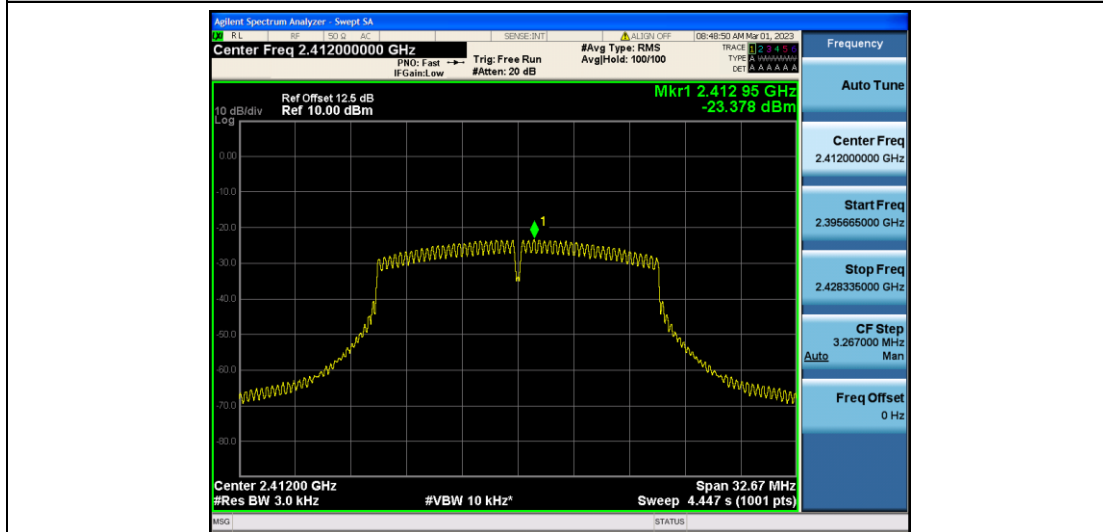 Agilent Spectrum Analyzer - Swept SA
RL RF 50 Ω AC SENSE:INT ALIGN OFF 08:48:50 AM Mar 01, 2023
Center Freq 2.412000000 GHz
PNO: Fast
IFGain:Low
Trig: Free Run
#Atten: 20 dB
#Avg Type: RMS
Avg|Hold: 100/100
TRACE 1 2 3 4 5 6
TYPE A
DET A A A A A A
Mkr1 2.412 95 GHz
-23.378 dBm
Ref Offset 12.5 dB
10 dB/div Ref 10.00 dBm
Log
0.00
-10.0
-20.0
-30.0
-40.0
-50.0
-60.0
-70.0
-80.0
1
Center 2.41200 GHz Span 32.67 MHz
#Res BW 3.0 kHz #VBW 10 kHz* Sweep 4.447 s (1001 pts)
MSG STATUS
Frequency
Auto Tune
Center Freq
2.412000000 GHz
Start Freq
2.395665000 GHz
Stop Freq
2.428335000 GHz
CF Step
3.267000 MHz
Auto Man
Freq Offset
0 Hz